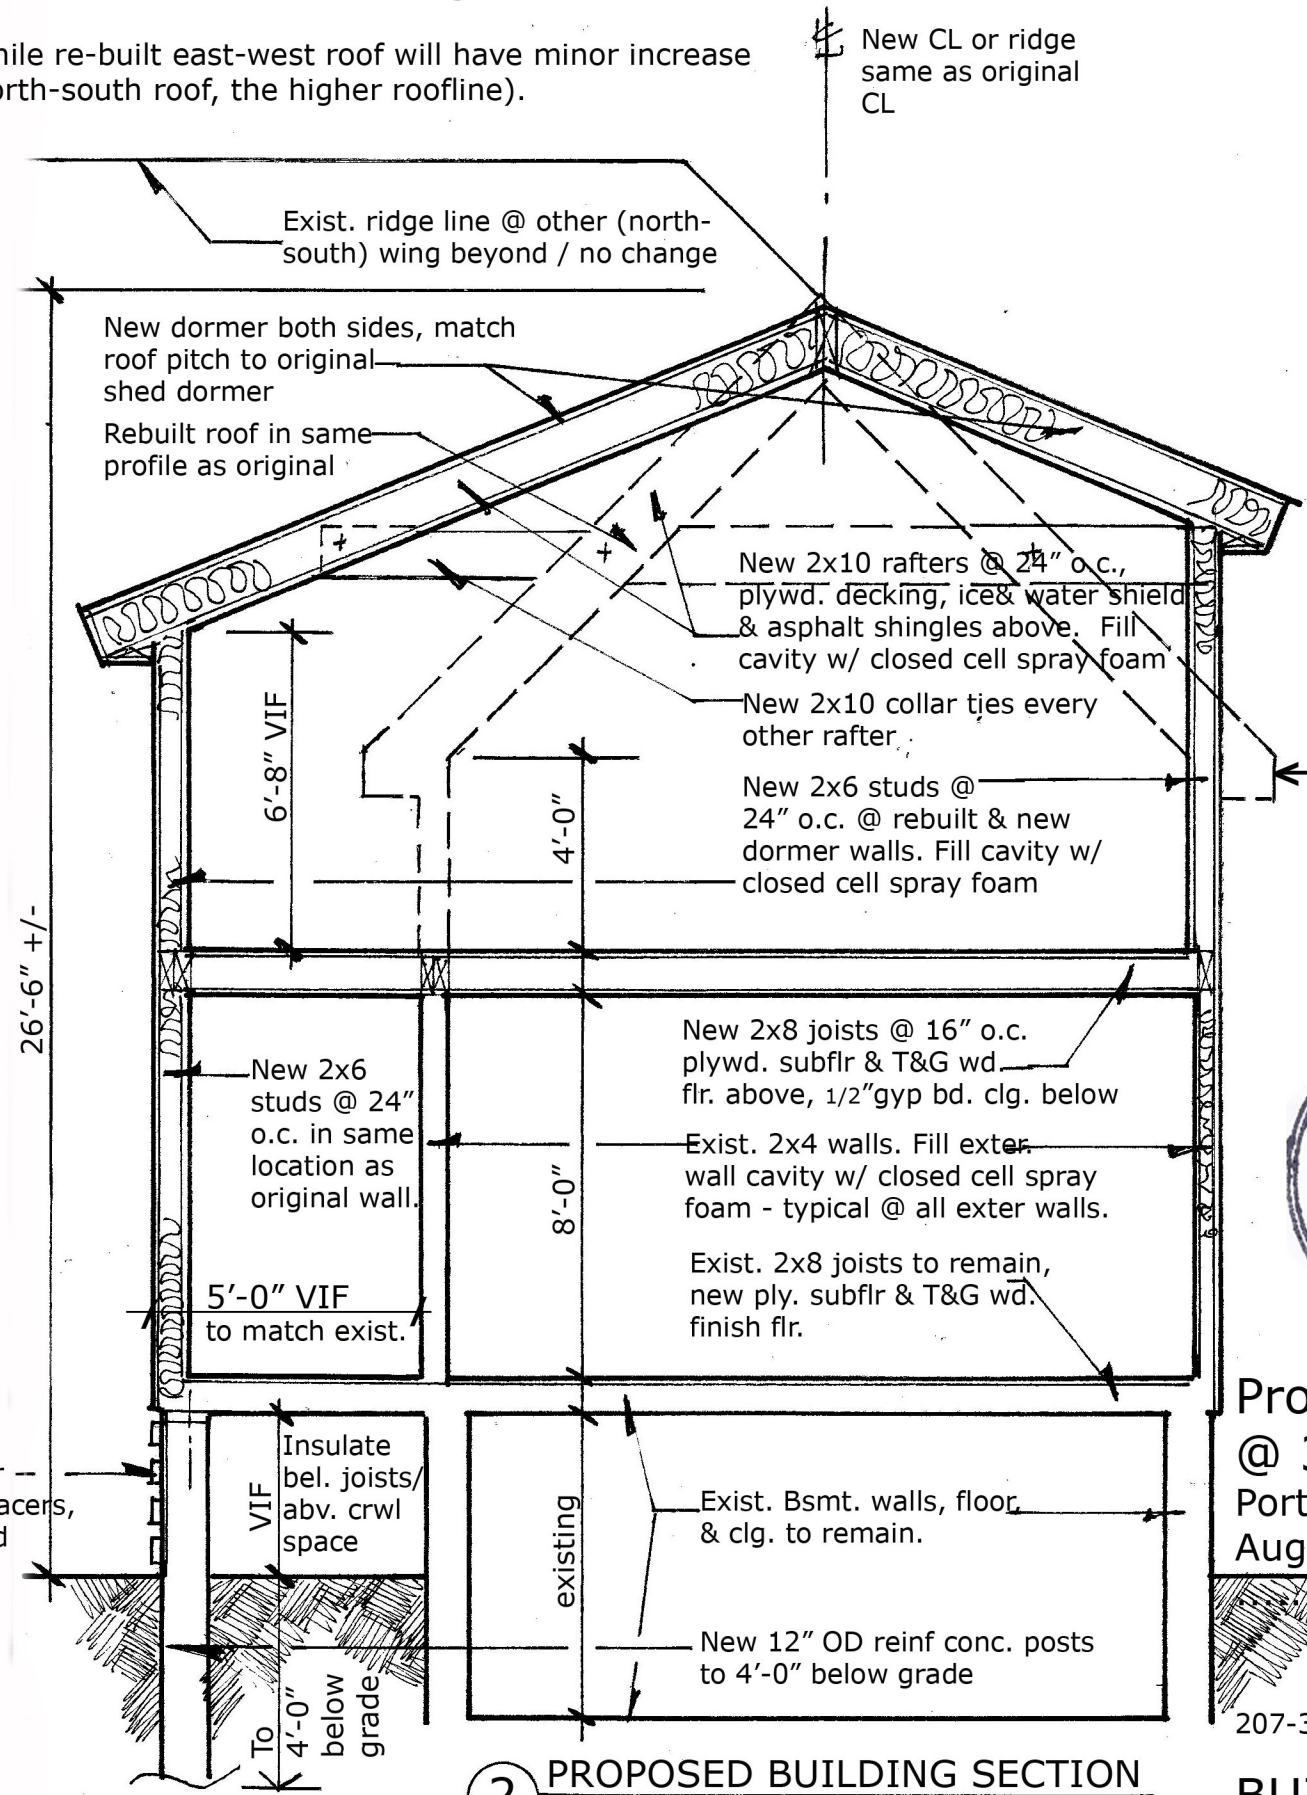 hile re-built east-west roof will have minor increase
orth-south roof, the higher roofline).
New CL or ridge
same as original
CL
Exist. ridge line @ other (north-
south) wing beyond / no change
New dormer both sides, match
roof pitch to original
shed dormer
Rebuilt roof in same
profile as original
New 2x10 rafters @ 24" o.c.,
plywd. decking, ice& water shield
& asphalt shingles above. Fill
cavity w/ closed cell spray foam
New 2x10 collar ties every
other rafter
6'-8" VIF
4'-0"
New 2x6 studs @
24" o.c. @ rebuilt & new
dormer walls. Fill cavity w/
closed cell spray foam
26'-6" +/-
New 2x8 joists @ 16" o.c.
plywd. subflr & T&G wd.
flr. above, 1/2"gyp bd. clg. below
New 2x6
studs @ 24"
o.c. in same
location as
original wall.
8'-0"
Exist. 2x4 walls. Fill exter.
wall cavity w/ closed cell spray
foam - typical @ all exter walls.
Exist. 2x8 joists to remain,
new ply. subflr & T&G wd.
finish flr.
5'-0" VIF
to match exist.
Pro
@
Port
Aug
Insulate
bel. joists/
abv. crwl
space
VIF
acers,
d
existing
Exist. Bsmt. walls, floor,
& clg. to remain.
New 12" OD reinf conc. posts
to 4'-0" below grade
To
4'-0"
below
grade
207-3
2
PROPOSED BUILDING SECTION